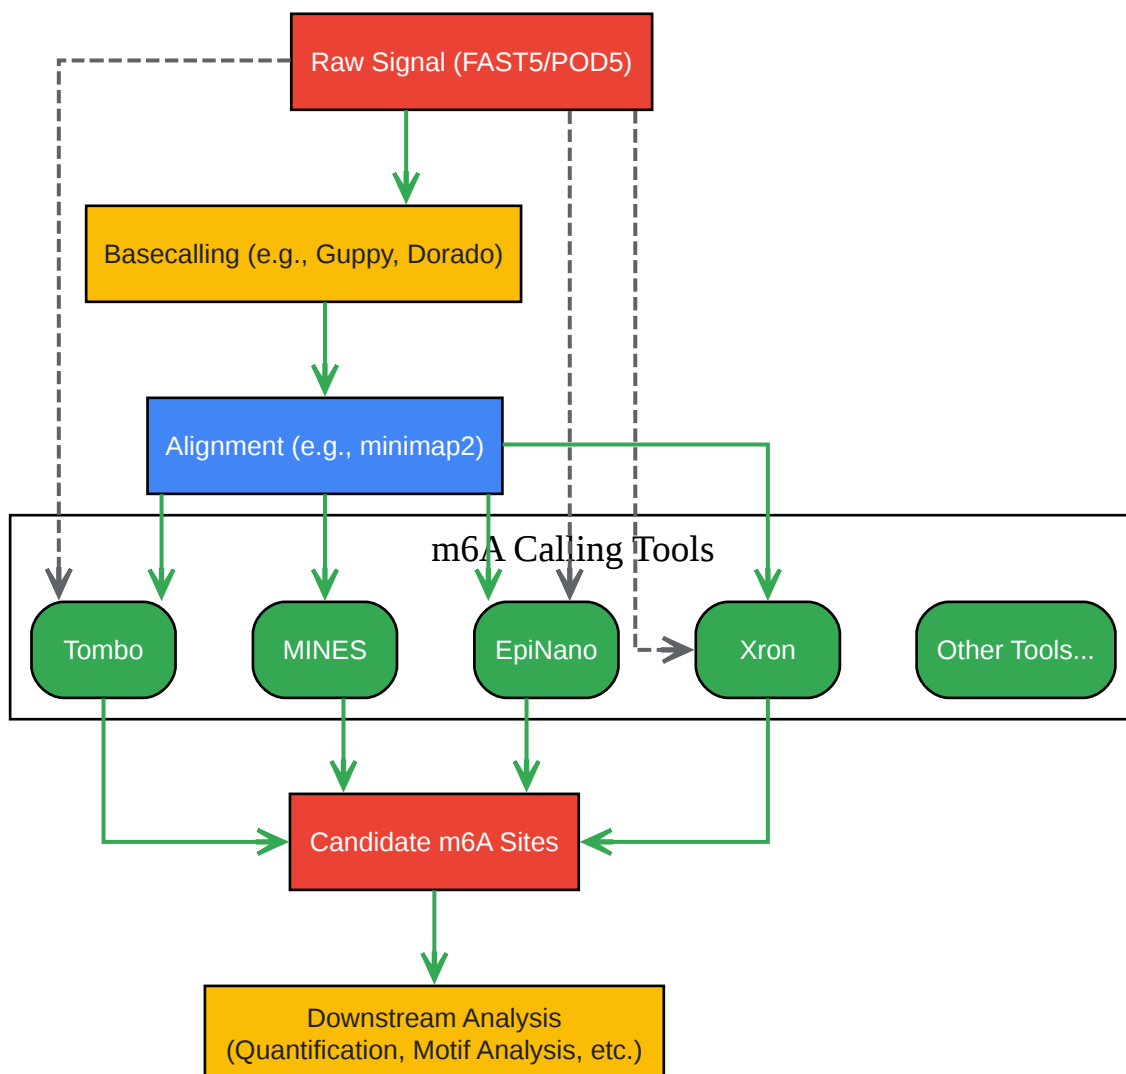 Raw Signal (FAST5/POD5)
Basecalling (e.g., Guppy, Dorado)
Alignment (e.g., minimap2)
m6A Calling Tools
Tombo
MINES
EpiNano
Xron
Other Tools...
Candidate m6A Sites
Downstream Analysis
(Quantification, Motif Analysis, etc.)